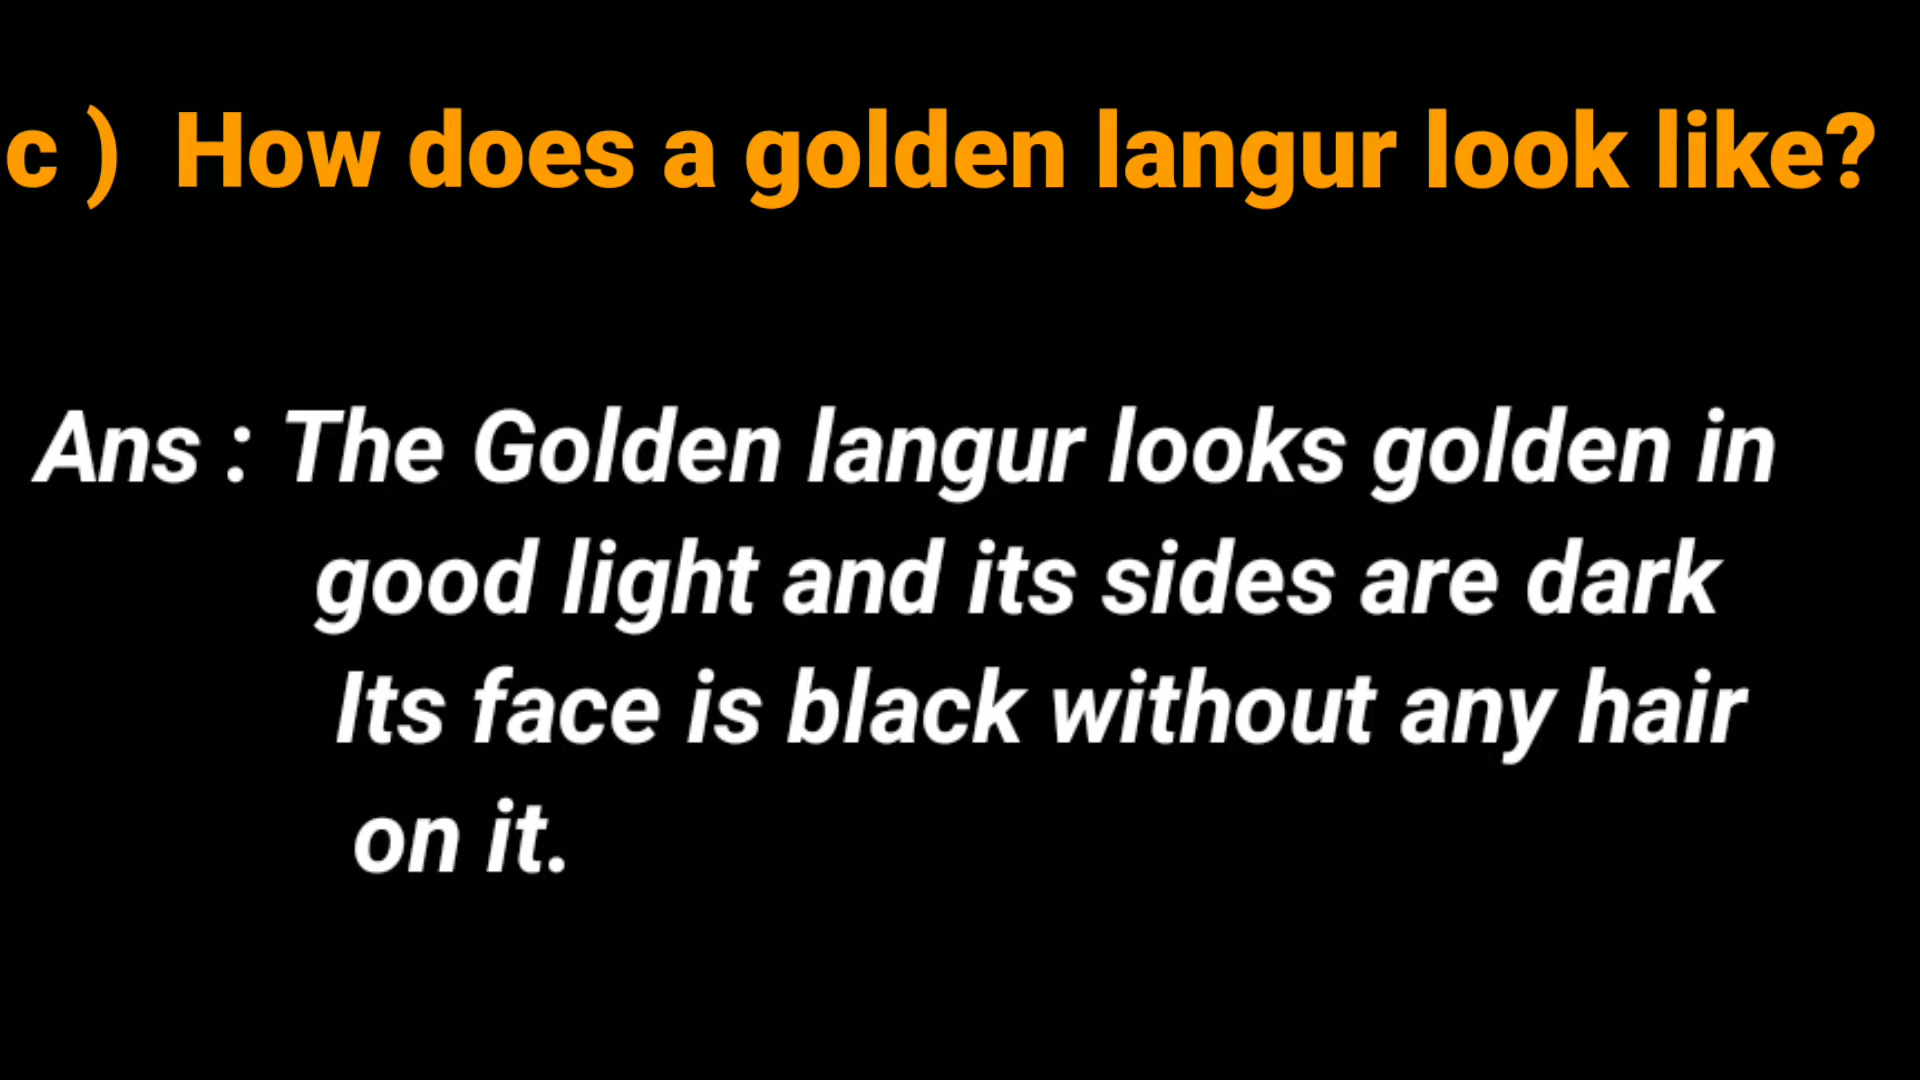 c ) How does a golden langur look like?
Ans : The Golden langur looks golden in
good light and its sides are dark
Its face is black without any hair
on it.